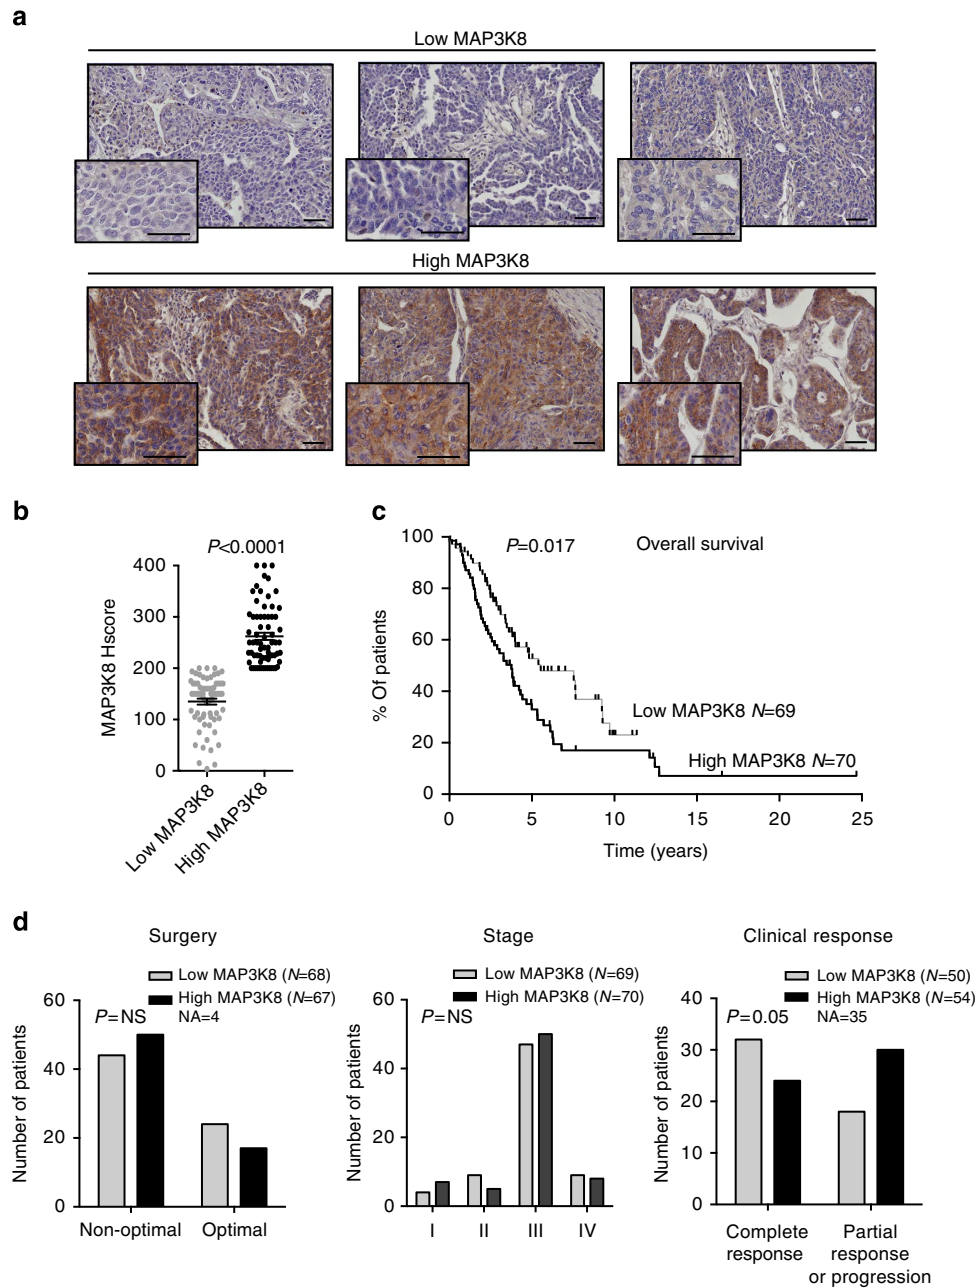 a
Low MAP3K8
High MAP3K8
b
P<0.0001
MAP3K8 Hscore
400
300
200
100
0
Low MAP3K8
High MAP3K8
c
P=0.017
Overall survival
% Of patients
100
80
60
40
20
0
Low MAP3K8 N=69
High MAP3K8 N=70
0 5 10 15 20 25
Time (years)
d
Surgery
Low MAP3K8 (N=68)
High MAP3K8 (N=67)
NA=4
P=NS
Number of patients
60
40
20
0
Non-optimal Optimal
Stage
Low MAP3K8 (N=69)
High MAP3K8 (N=70)
P=NS
Number of patients
60
40
20
0
I II III IV
Clinical response
Low MAP3K8 (N=50)
High MAP3K8 (N=54)
NA=35
P=0.05
Number of patients
40
30
20
10
0
Complete response
Partial response or progression